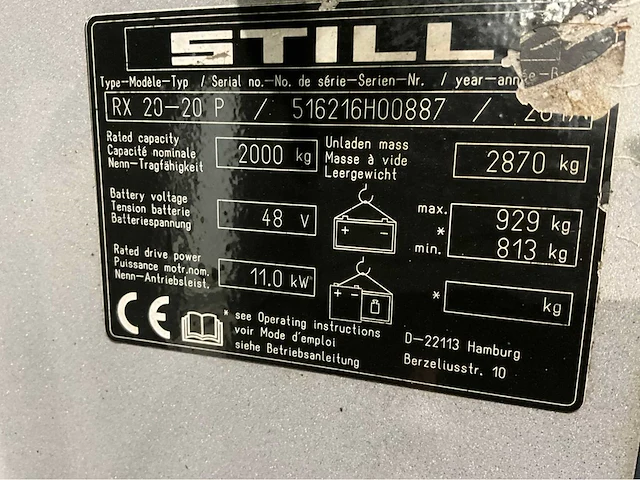 STILL
Type-Modèle-Typ / Serial no.-No. de série-Serien-Nr. / year-année-
RX 20-20 P / 516216H00887 /
Rated capacity
Capacité nominale
Nenn-Tragfähigkeit
2000 kg
Unladen mass
Masse à vide
Leergewicht
2870 kg
Battery voltage
Tension batterie
Batteriespannung
48 V
+ -
max.
*
min.
929 kg
813 kg
Rated drive power
Puissance motr.nom.
Nenn-Antriebsleist.
11.0 kW
+ -
* kg
CE
* see Operating instructions
voir Mode d'emploi
siehe Betriebsanleitung
D-22113 Hamburg
Berzeliusstr. 10